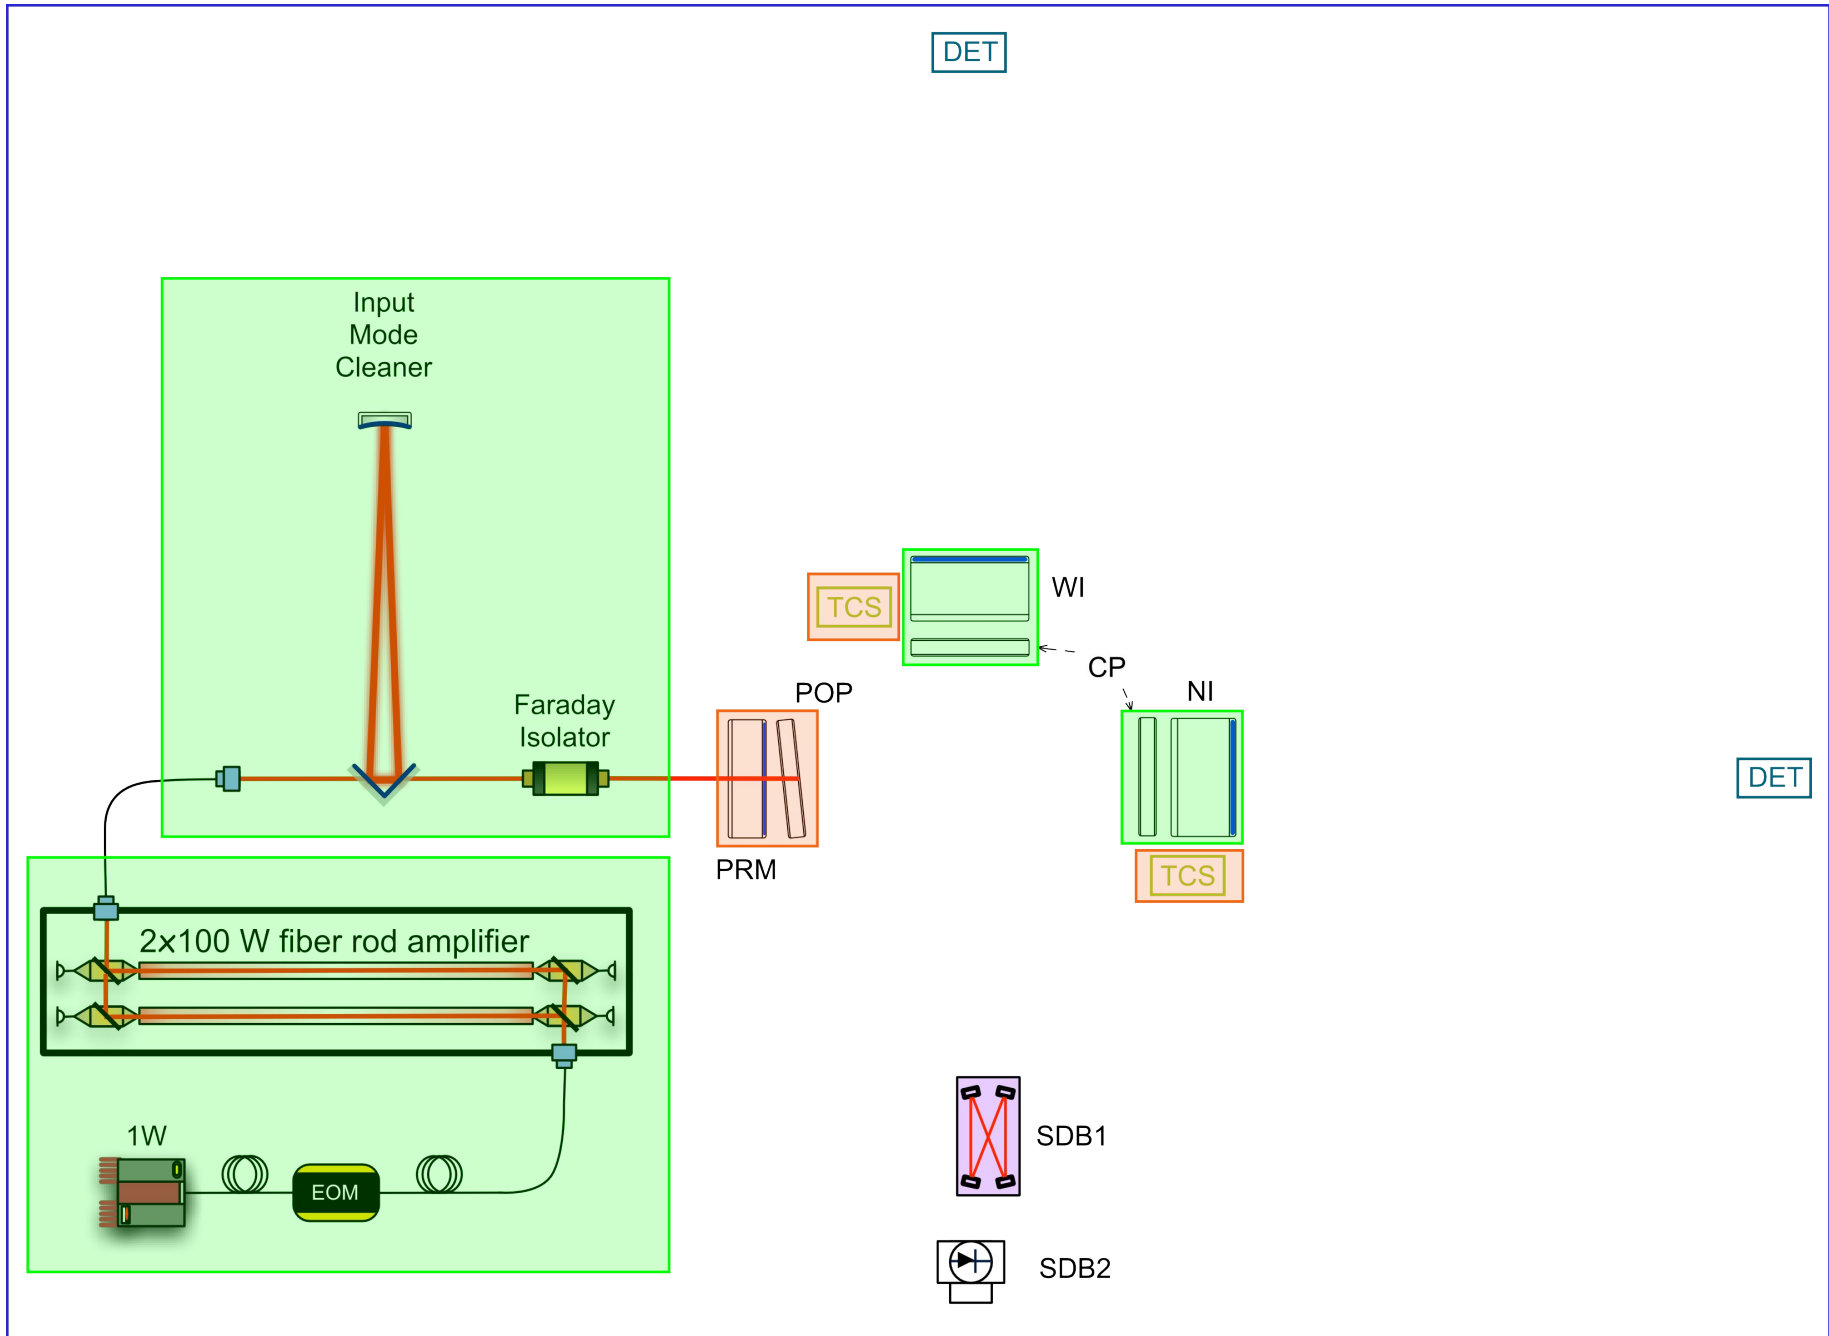 DET
Input
Mode
Cleaner
WI
TCS
CP
NI
POP
Faraday
Isolator
DET
PRM
TCS
2x100 W fiber rod amplifier
1W
EOM
SDB1
SDB2